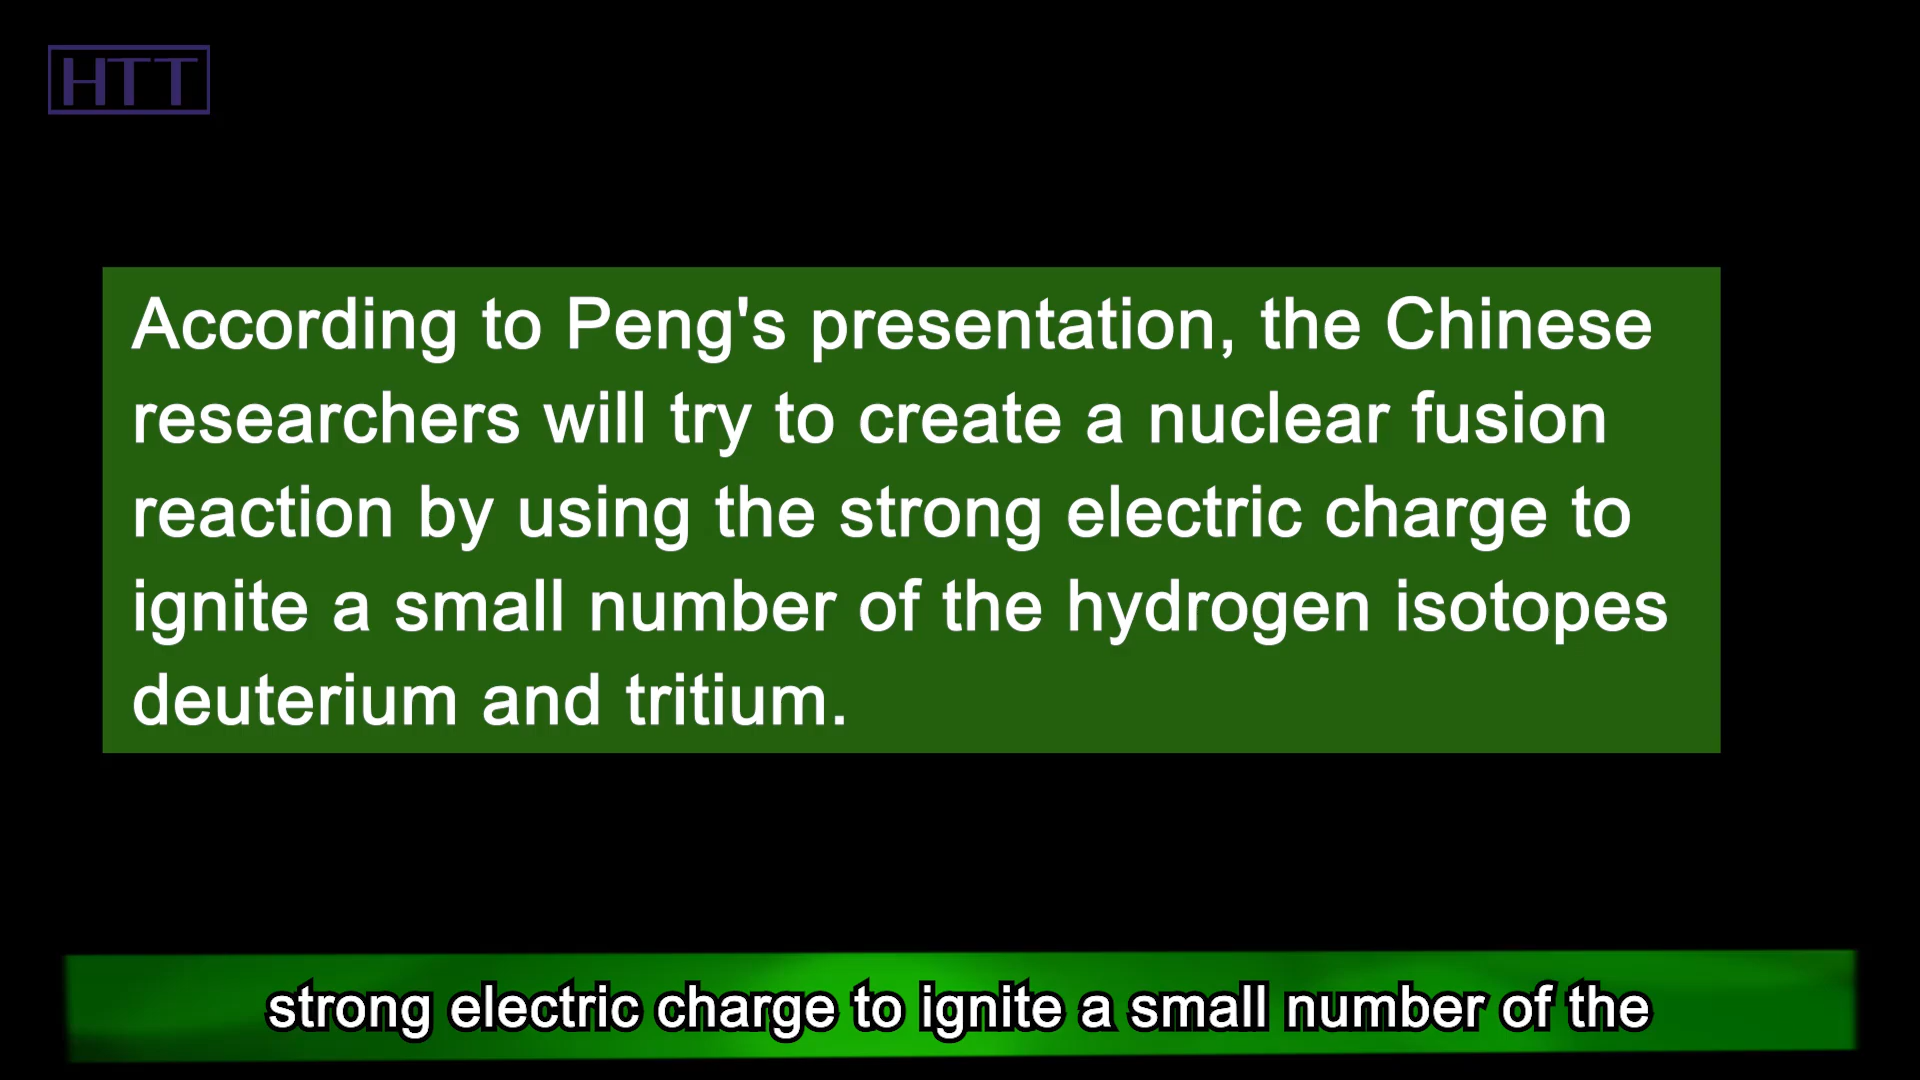 HTT
According to Peng's presentation, the Chinese
researchers will try to create a nuclear fusion
reaction by using the strong electric charge to
ignite a small number of the hydrogen isotopes
deuterium and tritium.
strong electric charge to ignite a small number of the